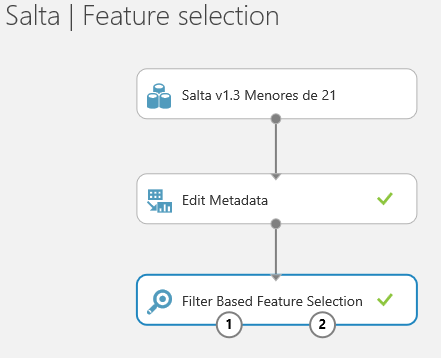 Salta | Feature selection
Salta v1.3 Menores de 21
Edit Metadata
Filter Based Feature Selection
1 2